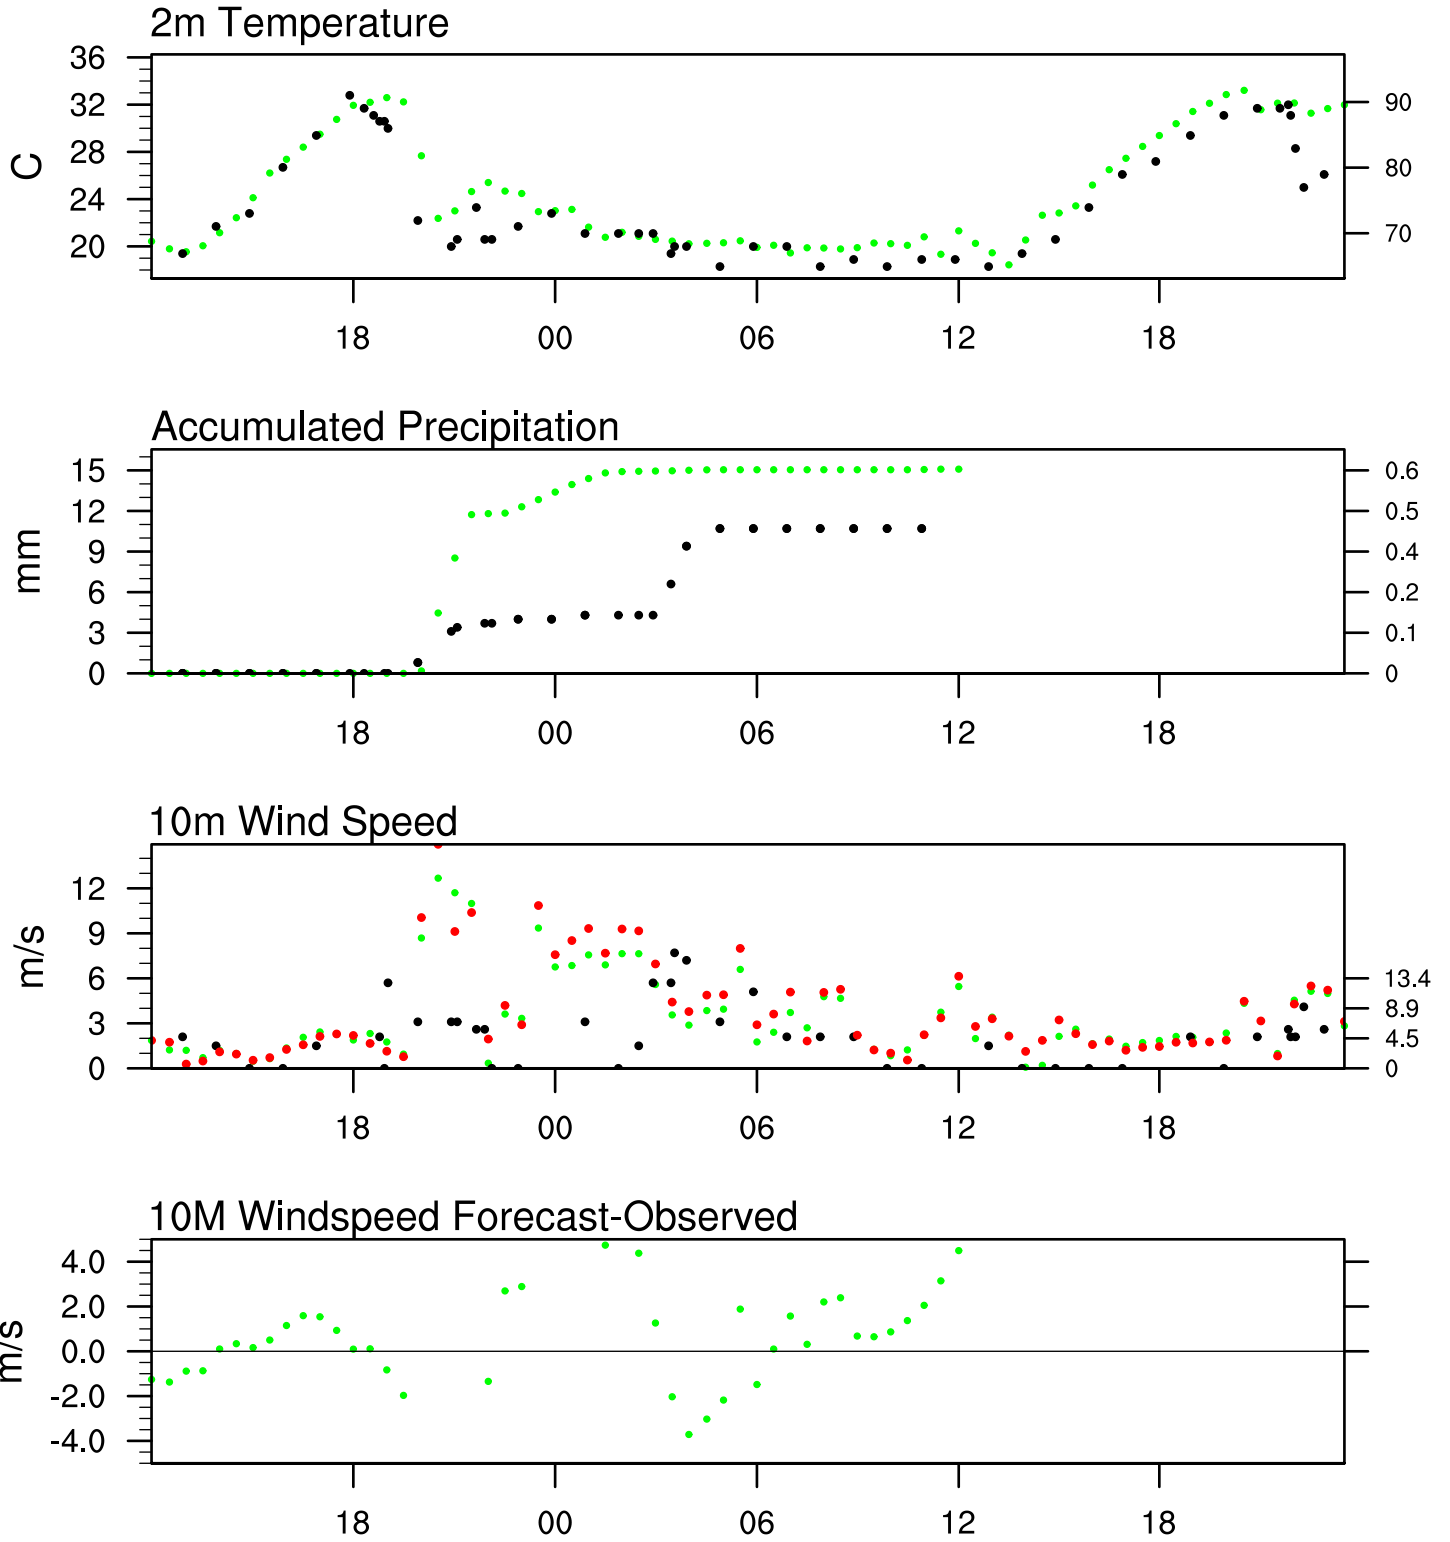 2m Temperature
36
32
28
24
20
C
90
80
70
18 00 06 12 18
Accumulated Precipitation
15
12
9
6
3
0
mm
0.6
0.5
0.4
0.2
0.1
0
18 00 06 12 18
10m Wind Speed
12
9
6
3
0
m/s
13.4
8.9
4.5
0
18 00 06 12 18
10M Windspeed Forecast-Observed
4.0
2.0
0.0
-2.0
-4.0
m/s
18 00 06 12 18